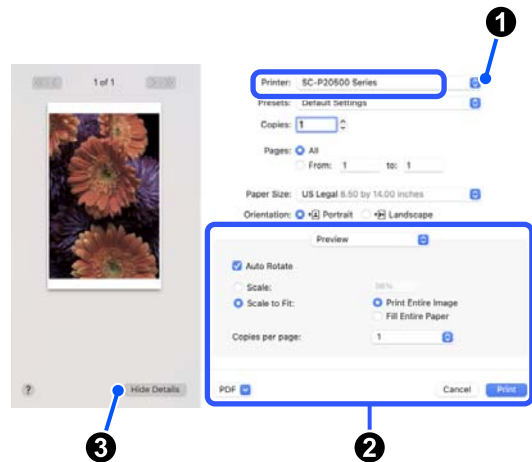 1
1 of 1
Printer: SC-P20500 Series
Presets: Default Settings
Copies: 1
Pages: All
From: 1 to: 1
Paper Size: US Legal 8.50 by 14.00 inches
Orientation: Portrait Landscape
Preview
Auto Rotate
Scale: 98%
Scale to Fit: Print Entire Image
Fill Entire Paper
Copies per page: 1
? Hide Details PDF Cancel Print
3 2